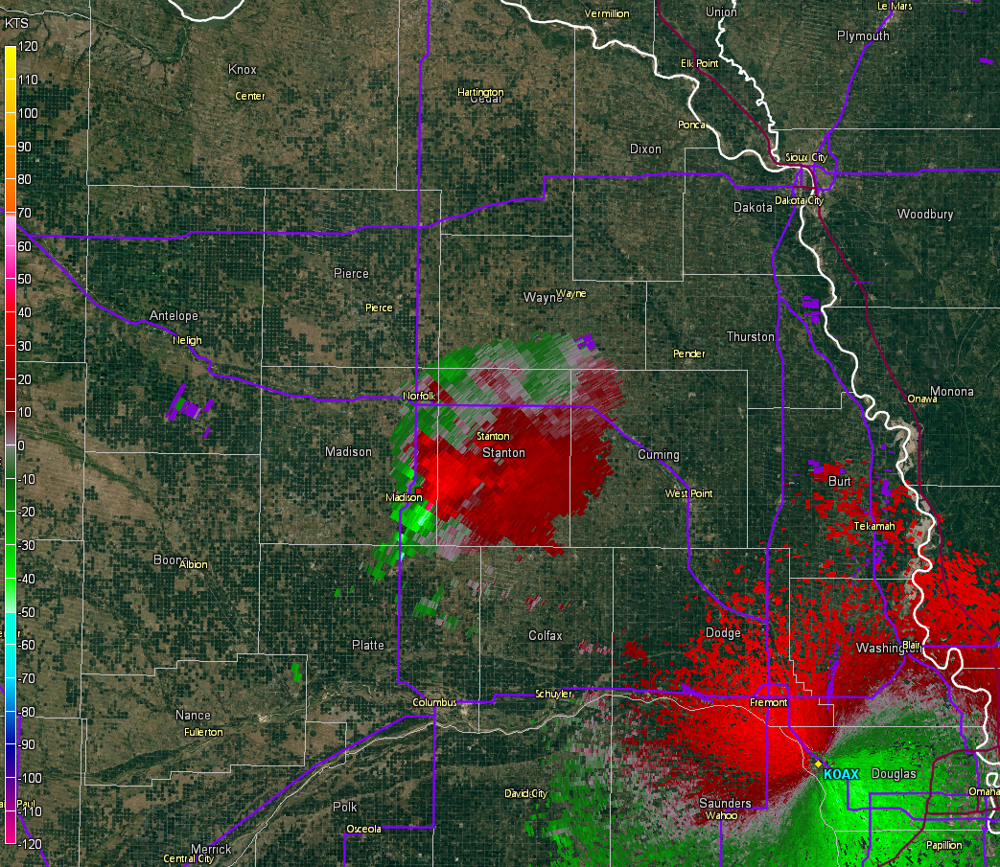 Le Mars
Vermillion
Union
KTS
Plymouth
120
Elk Point
Knox
110
Center
Hartington
Cedar
100
Ponca
90
Dixon
Sioux City
80
Dakota City
Dakota
70
Woodbury
60
Pierce
50
Wayne
Wayne
Pierce
40
Antelope
Neligh
Thurston
30
Pender
20
Norfolk
Monona
Onawa
10
Stanton
0
Madison
Stanton
Cuming
-10
Burt
Madison
West Point
-20
Tekamah
-30
Boone
Albion
-40
-50
Colfax
Dodge
-60
Platte
Washington
Blair
-70
Schuyler
Columbus
Fremont
-80
Nance
Fullerton
-90
KOAX
Douglas
-100
David City
Omaha
-110
Paul
Polk
Saunders
Wahoo
Osceola
-120
Merrick
Central City
Papillion